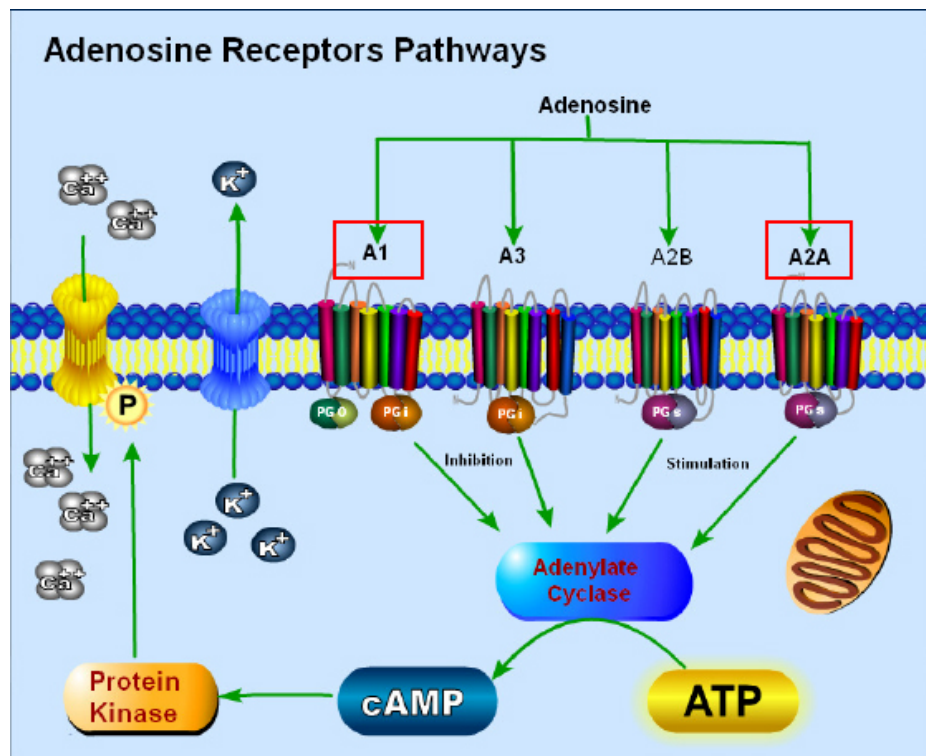 Adenosine Receptors Pathways
Adenosine
Ca++
Ca++
K+
A1
A3
A2B
A2A
N
N
P
PG O
PG i
PG i
PG s
PG s
N
Inhibition
Stimulation
Ca++
Ca++
Ca++
K+
K+
K+
Adenylate
Cyclase
Protein
Kinase
cAMP
ATP